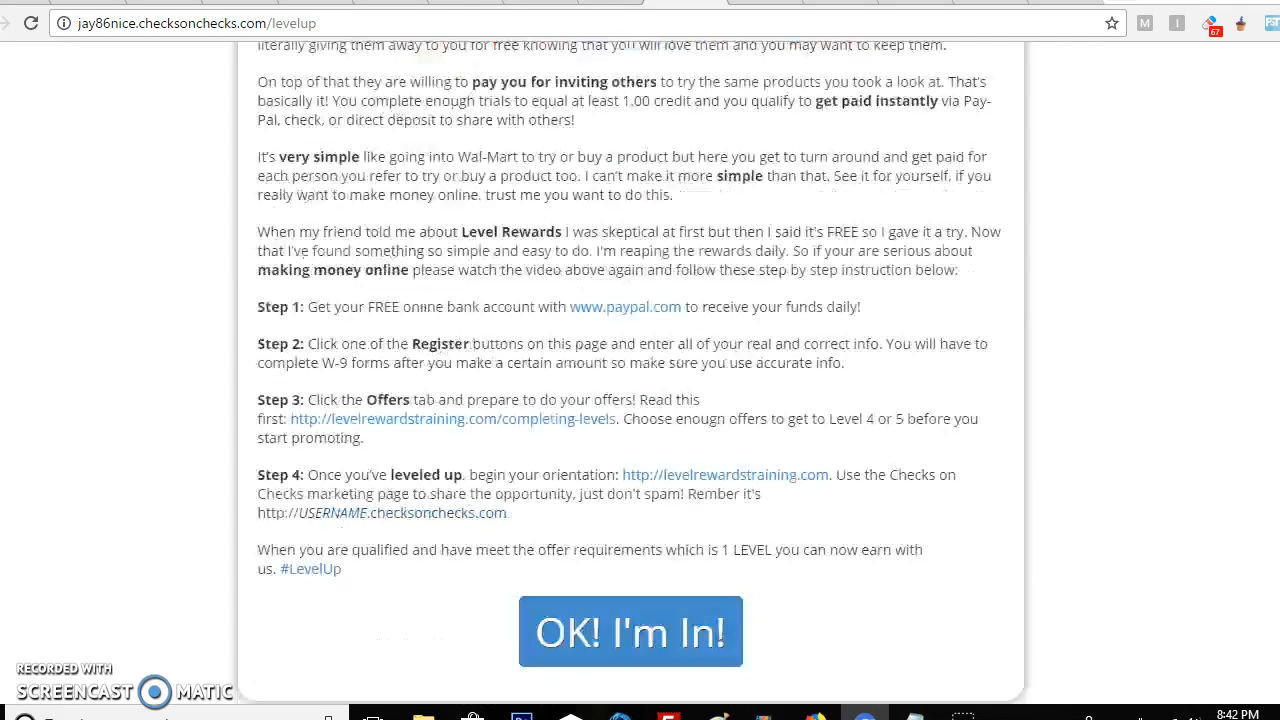 jay86nice.checksonchecks.com/levelup
M
I
67
literally giving them away to you for free knowing that you will love them and you may want to keep them.
On top of that they are willing to pay you for inviting others to try the same products you took a look at. That's
basically it! You complete enough trials to equal at least 1.00 credit and you qualify to get paid instantly via Pay-
Pal, check, or direct deposit to share with others!
It's very simple like going into Wal-Mart to try or buy a product but here you get to turn around and get paid for
each person you refer to try or buy a product too. I can't make it more simple than that. See it for yourself, if you
really want to make money online. trust me you want to do this.
When my friend told me about Level Rewards I was skeptical at first but then I said it's FREE so I gave it a try. Now
that I've found something so simple and easy to do. I'm reaping the rewards daily. So if your are serious about
making money online please watch the video above again and follow these step by step instruction below:
Step 1: Get your FREE online bank account with www.paypal.com to receive your funds daily!
Step 2: Click one of the Register buttons on this page and enter all of your real and correct info. You will have to
complete W-9 forms after you make a certain amount so make sure you use accurate info.
Step 3: Click the Offers tab and prepare to do your offers! Read this
first: http://levelrewardstraining.com/completing-levels. Choose enough offers to get to Level 4 or 5 before you
start promoting.
Step 4: Once you've leveled up, begin your orientation: http://levelrewardstraining.com. Use the Checks on
Checks marketing page to share the opportunity, just don't spam! Rember it's
http://USERNAME.checksonchecks.com
When you are qualified and have meet the offer requirements which is 1 LEVEL you can now earn with
us. #LevelUp
OK! I'm In!
RECORDED WITH
SCREENCAST MATIC
8:42 PM